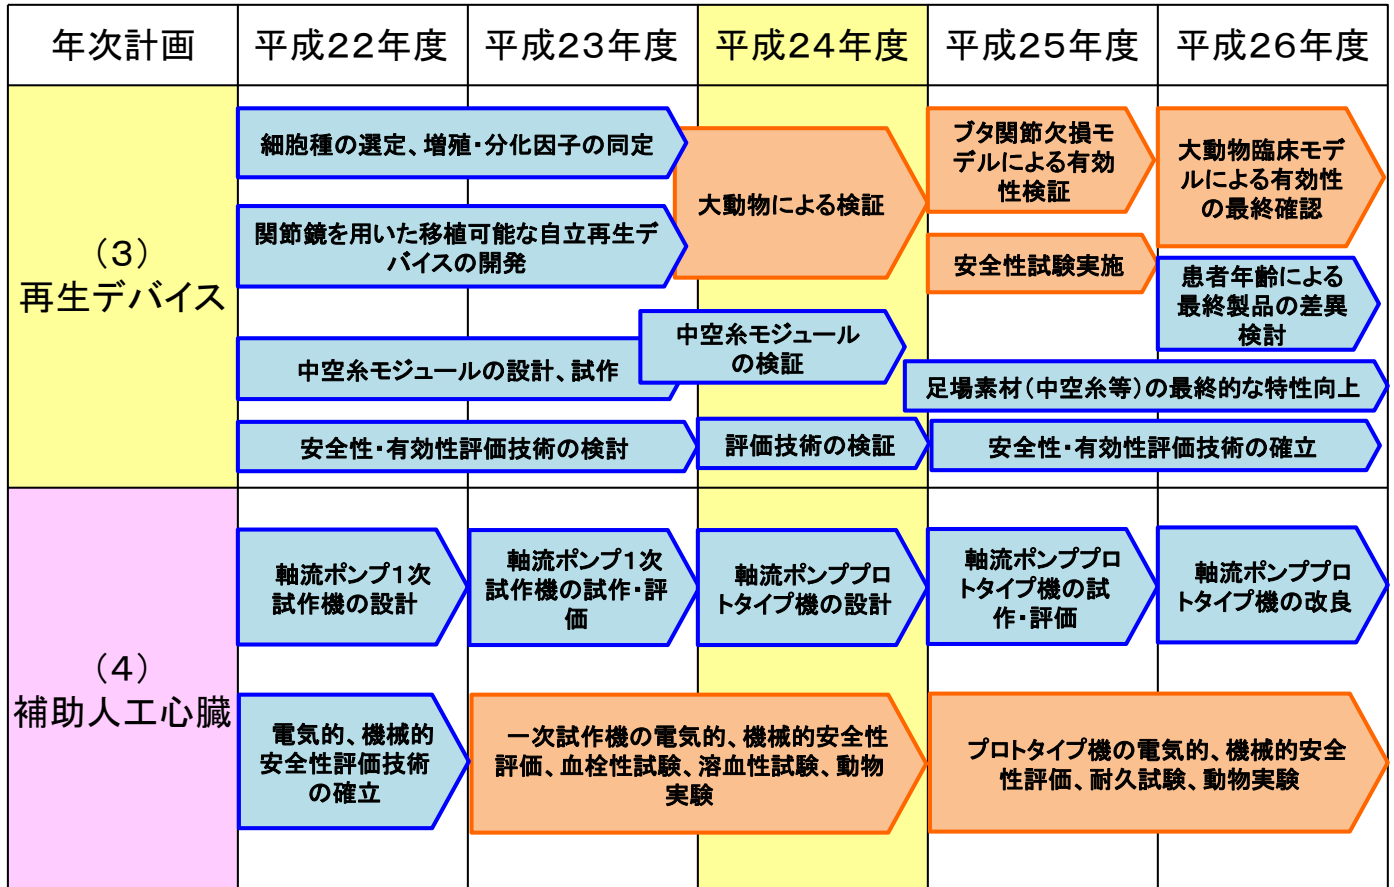 年次計画
平成22年度
平成23年度
平成24年度
平成25年度
平成26年度
（3）
再生デバイス
細胞種の選定、増殖・分化因子の同定
関節鏡を用いた移植可能な自立再生デ
バイスの開発
大動物による検証
ブタ関節欠損モ
デルによる有効
性検証
大動物臨床モデ
ルによる有効性
の最終確認
安全性試験実施
患者年齢による
最終製品の差異
検討
中空糸モジュールの設計、試作
中空糸モジュール
の検証
足場素材（中空糸等）の最終的な特性向上
安全性・有効性評価技術の検討
評価技術の検証
安全性・有効性評価技術の確立
（4）
補助人工心臓
軸流ポンプ1次
試作機の設計
軸流ポンプ1次
試作機の試作・評
価
軸流ポンププロ
トタイプ機の設計
軸流ポンププロ
トタイプ機の試
作・評価
軸流ポンププロ
トタイプ機の改良
電気的、機械的
安全性評価技術
の確立
一次試作機の電気的、機械的安全性
評価、血栓性試験、溶血性試験、動物
実験
プロトタイプ機の電気的、機械的安全
性評価、耐久試験、動物実験